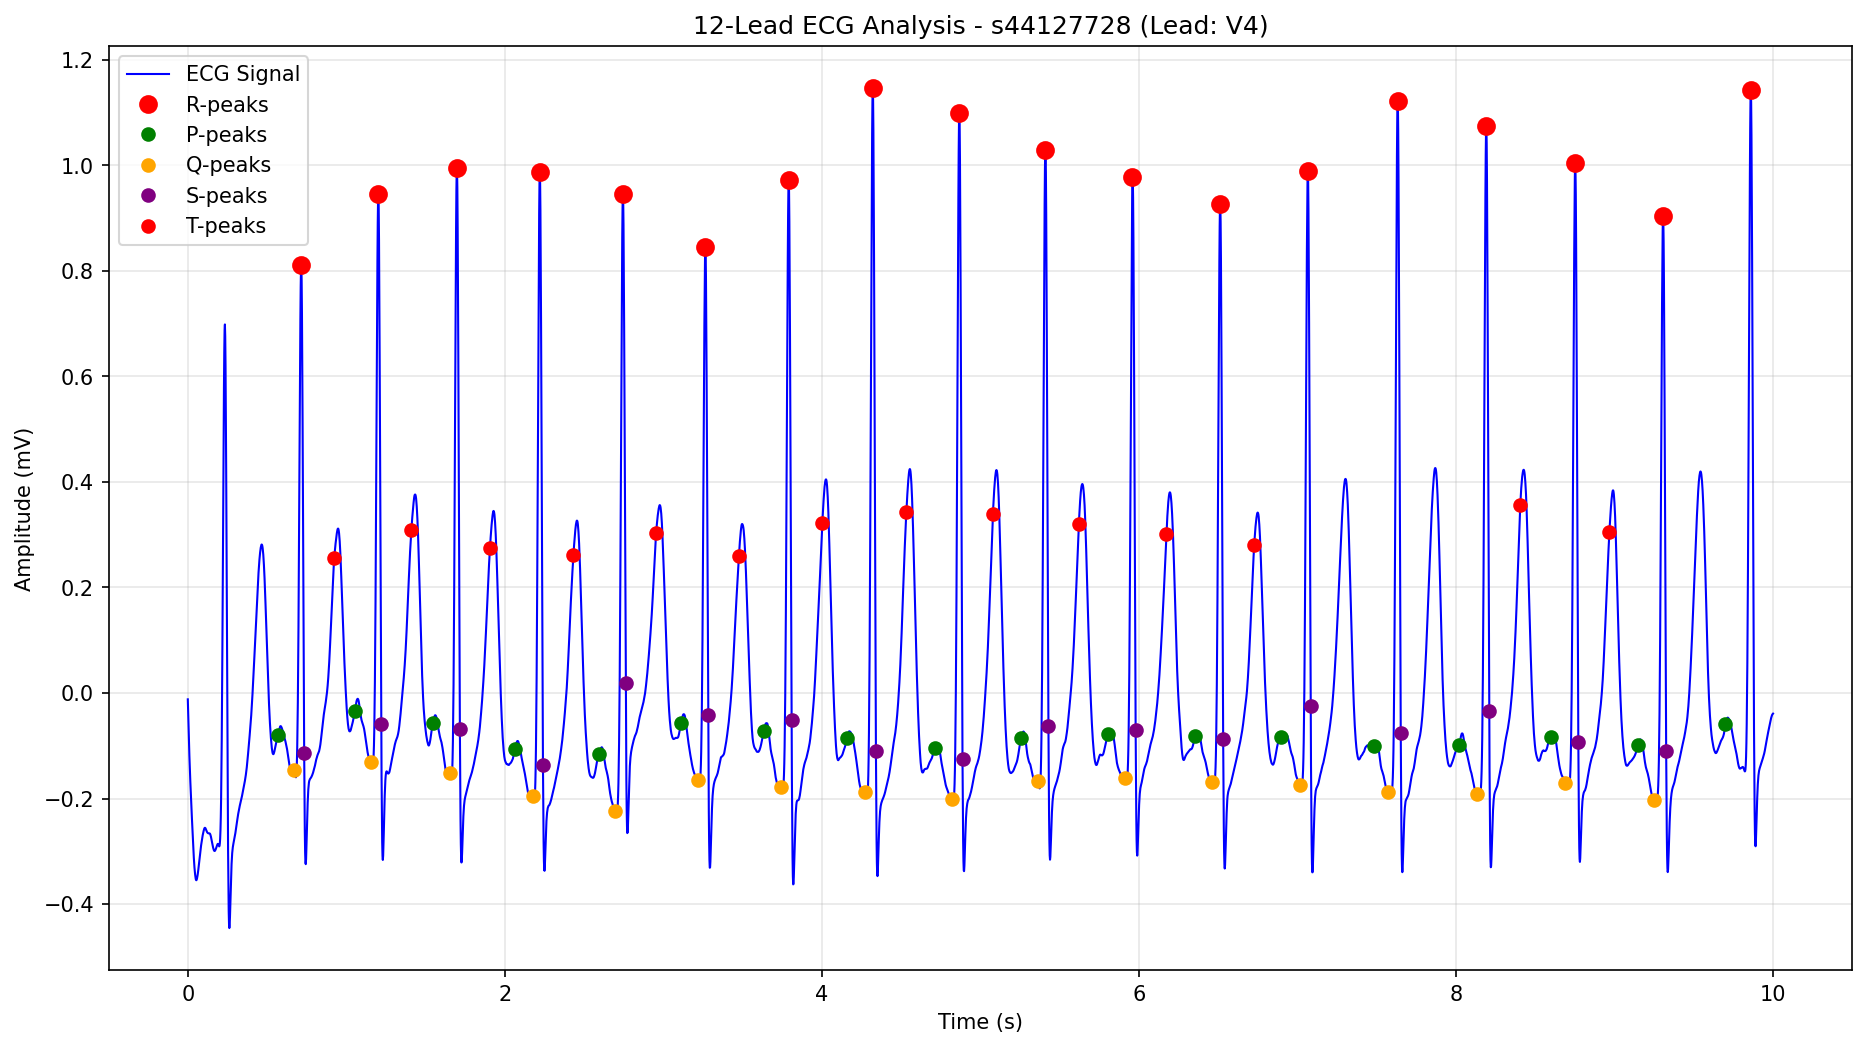 12-Lead ECG Analysis - s44127728 (Lead: V4)
ECG Signal
R-peaks
P-peaks
Q-peaks
S-peaks
T-peaks
1.2
1.0
0.8
0.6
0.4
0.2
0.0
−0.2
−0.4
Amplitude (mV)
0 2 4 6 8 10
Time (s)